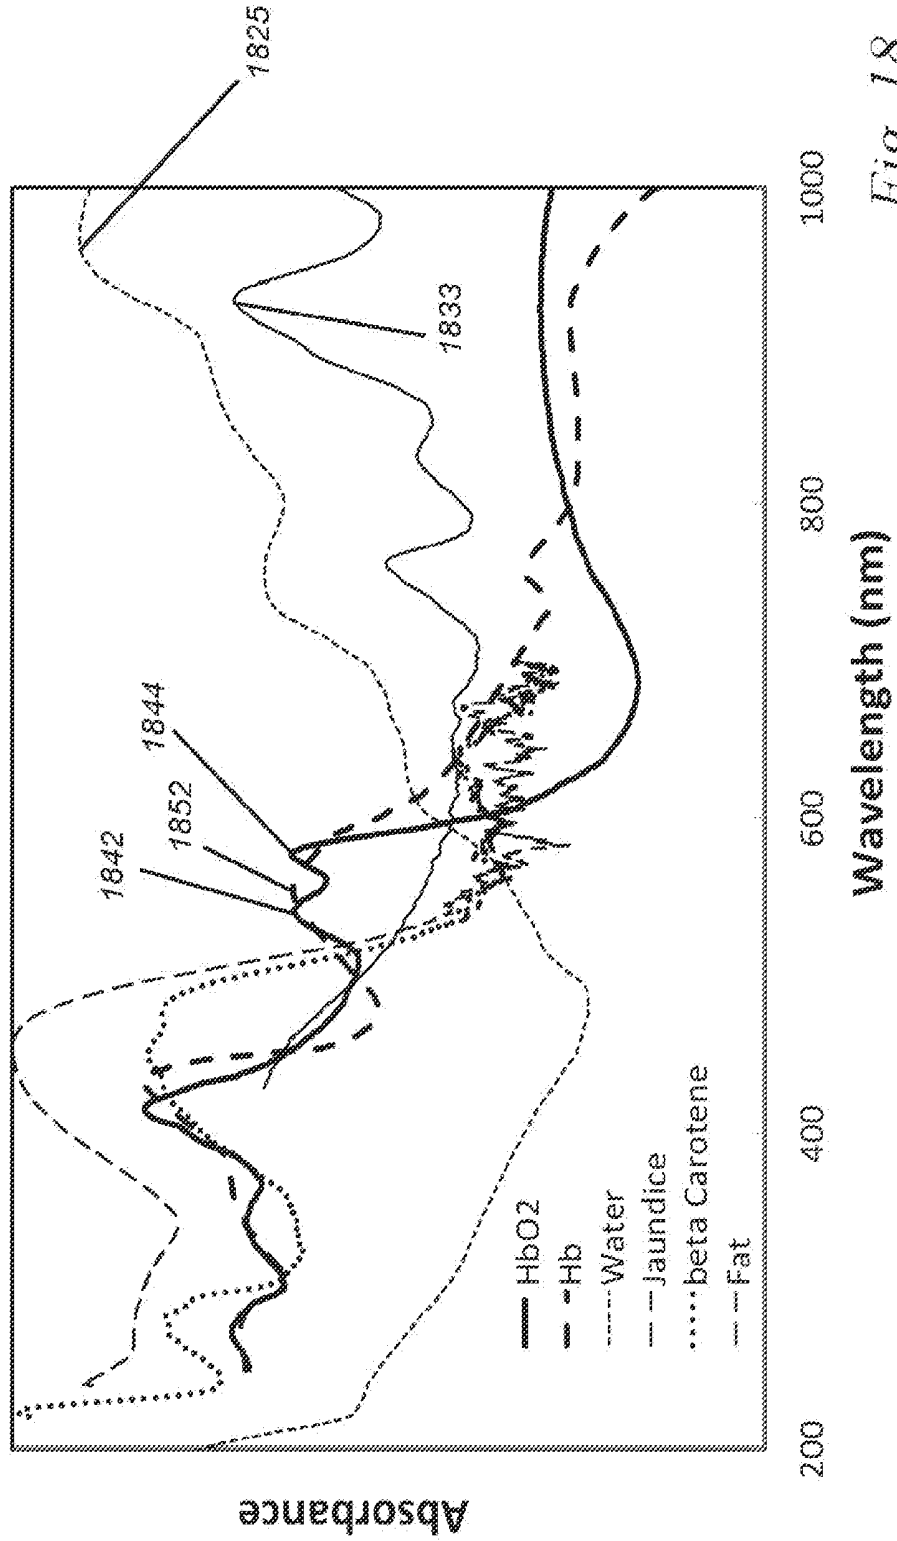 1825
1833
1844
1852
1842
HbO2
Hb
Water
Jaundice
beta Carotene
Fat
Absorbance
200
400
600
800
1000
Wavelength (nm)
Fig. 18